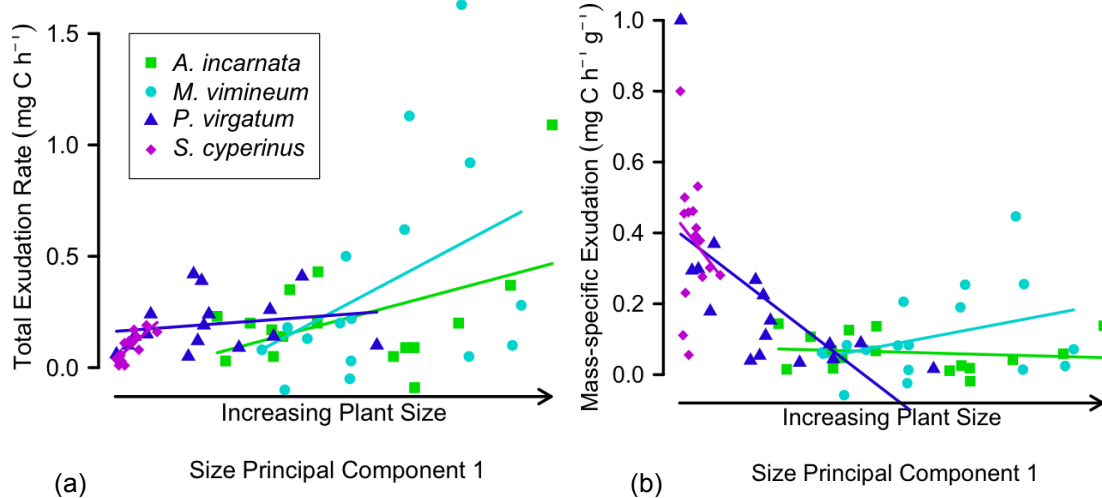 Total Exudation Rate (mg C h⁻¹)
1.5
1.0
0.5
0.0
A. incarnata
M. vimineum
P. virgatum
S. cyperinus
Increasing Plant Size
(a)
Size Principal Component 1
Mass-specific Exudation (mg C h⁻¹ g⁻¹)
1.0
0.8
0.6
0.4
0.2
0.0
Increasing Plant Size
(b)
Size Principal Component 1